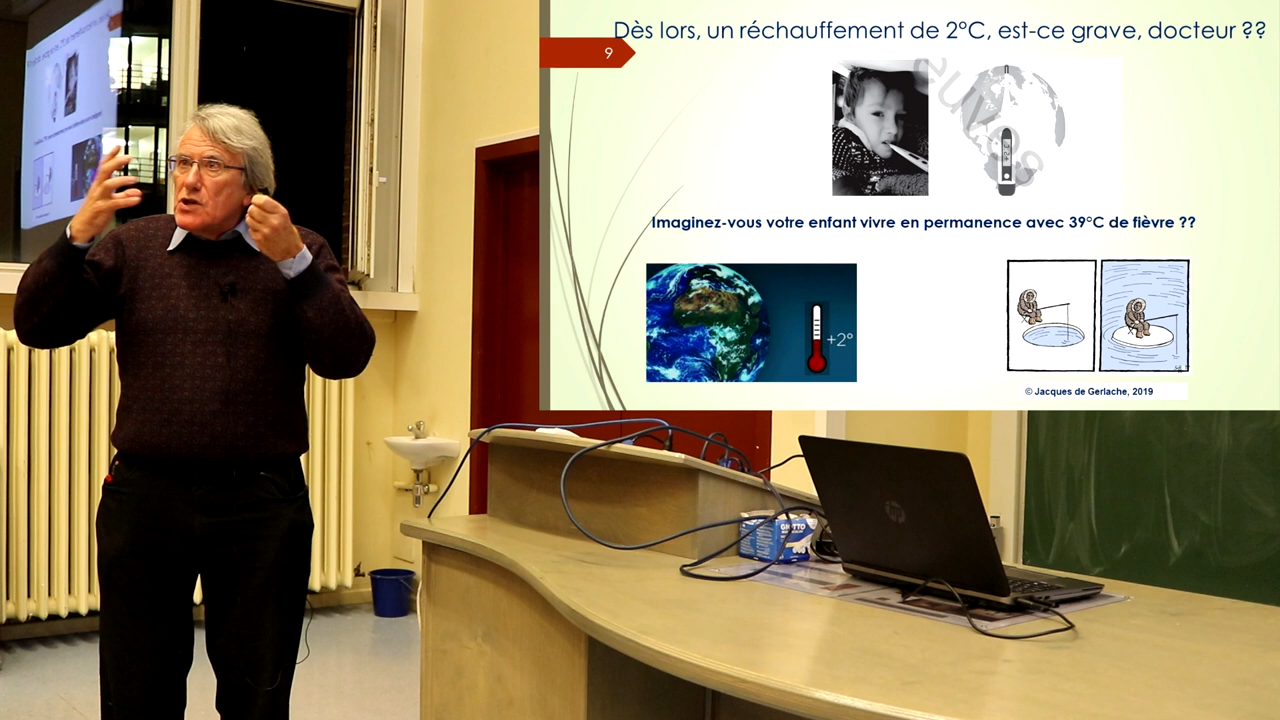 Dès lors, un réchauffement de 2°C, est-ce grave, docteur ??
9
Imaginez-vous votre enfant vivre en permanence avec 39°C de fièvre ??
+2°
© Jacques de Gerlache, 2019
hp